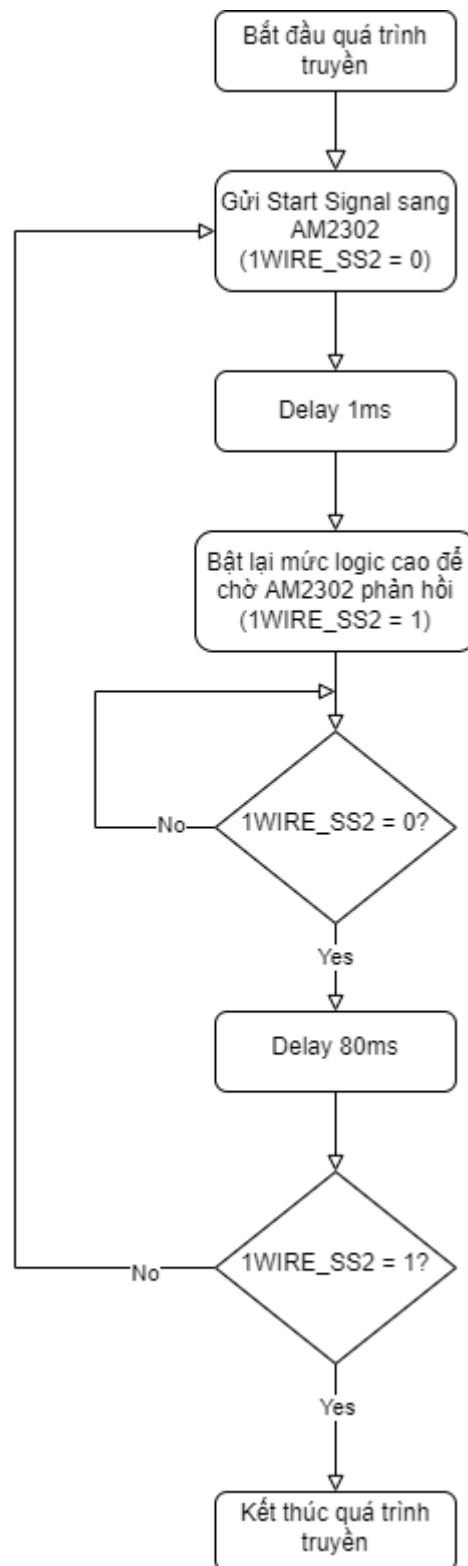 Bắt đầu quá trình
truyền
Gửi Start Signal sang
AM2302
(1WIRE_SS2 = 0)
Delay 1ms
Bật lại mức logic cao để
chờ AM2302 phản hồi
(1WIRE_SS2 = 1)
1WIRE_SS2 = 0?
No
Yes
Delay 80ms
1WIRE_SS2 = 1?
No
Yes
Kết thúc quá trình
truyền